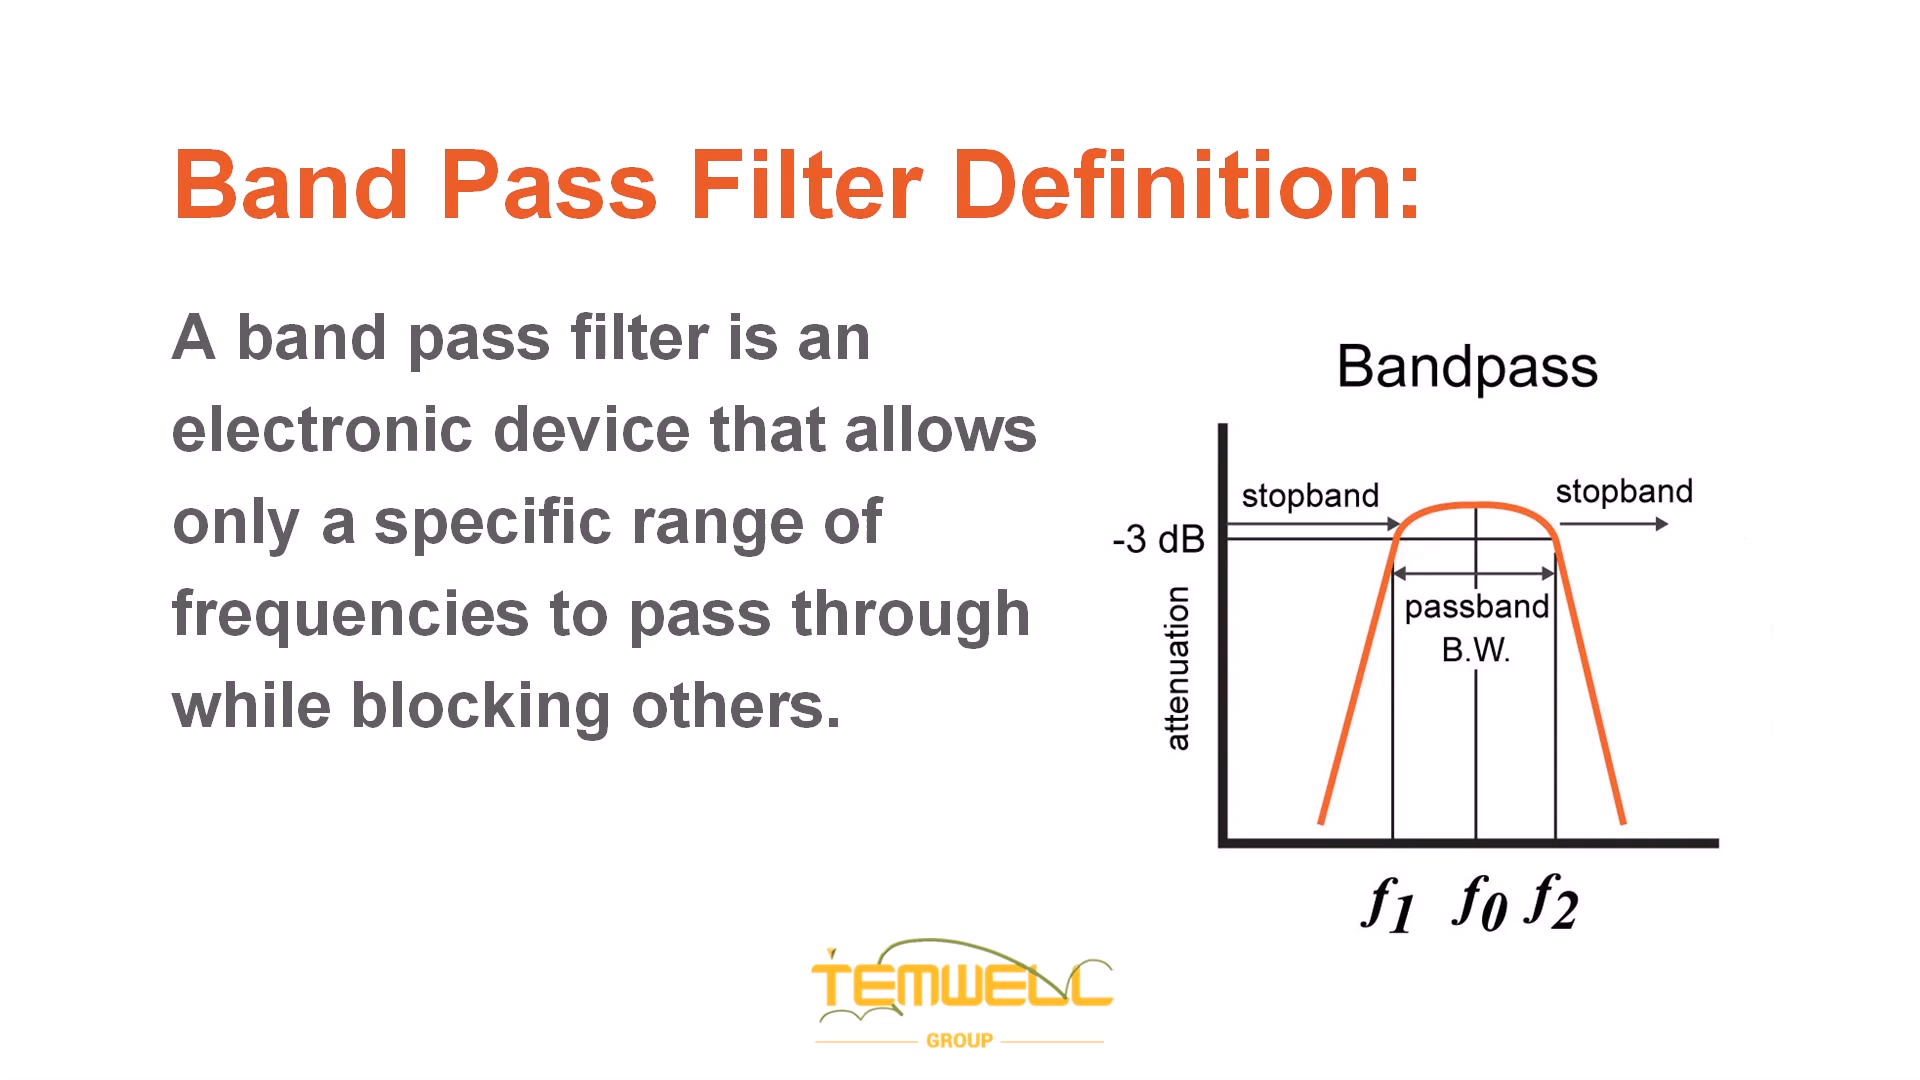 Band Pass Filter Definition:
A band pass filter is an
electronic device that allows
only a specific range of
frequencies to pass through
while blocking others.
Bandpass
stopband
stopband
-3 dB
passband
B.W.
attenuation
f1 f0 f2
TEMWELL
GROUP